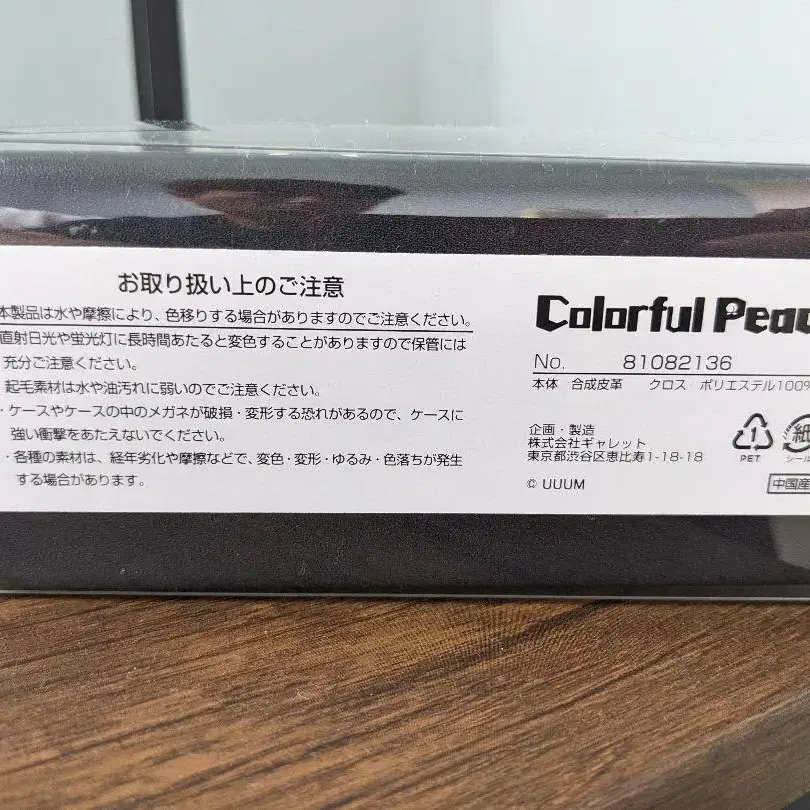 お取り扱い上のご注意
本製品は水や摩擦により、色移りする場合がありますのでご注意ください。
直射日光や蛍光灯に長時間あたると変色することがありますので保管には
充分ご注意ください。
起毛素材は水や油汚れに弱いのでご注意ください。
・ケースやケースの中のメガネが破損・変形する恐れがあるので、ケースに
強い衝撃をあたえないでください。
・各種の素材は、経年劣化や摩擦などで、変色・変形・ゆるみ・色落ちが発生
する場合があります。
Colorful Peac
No. 81082136
本体 合成皮革 クロス ポリエステル100%
企画・製造
株式会社ギャレット
東京都渋谷区恵比寿1-18-18
© UUUM
1
PET
紙
シール
中国産